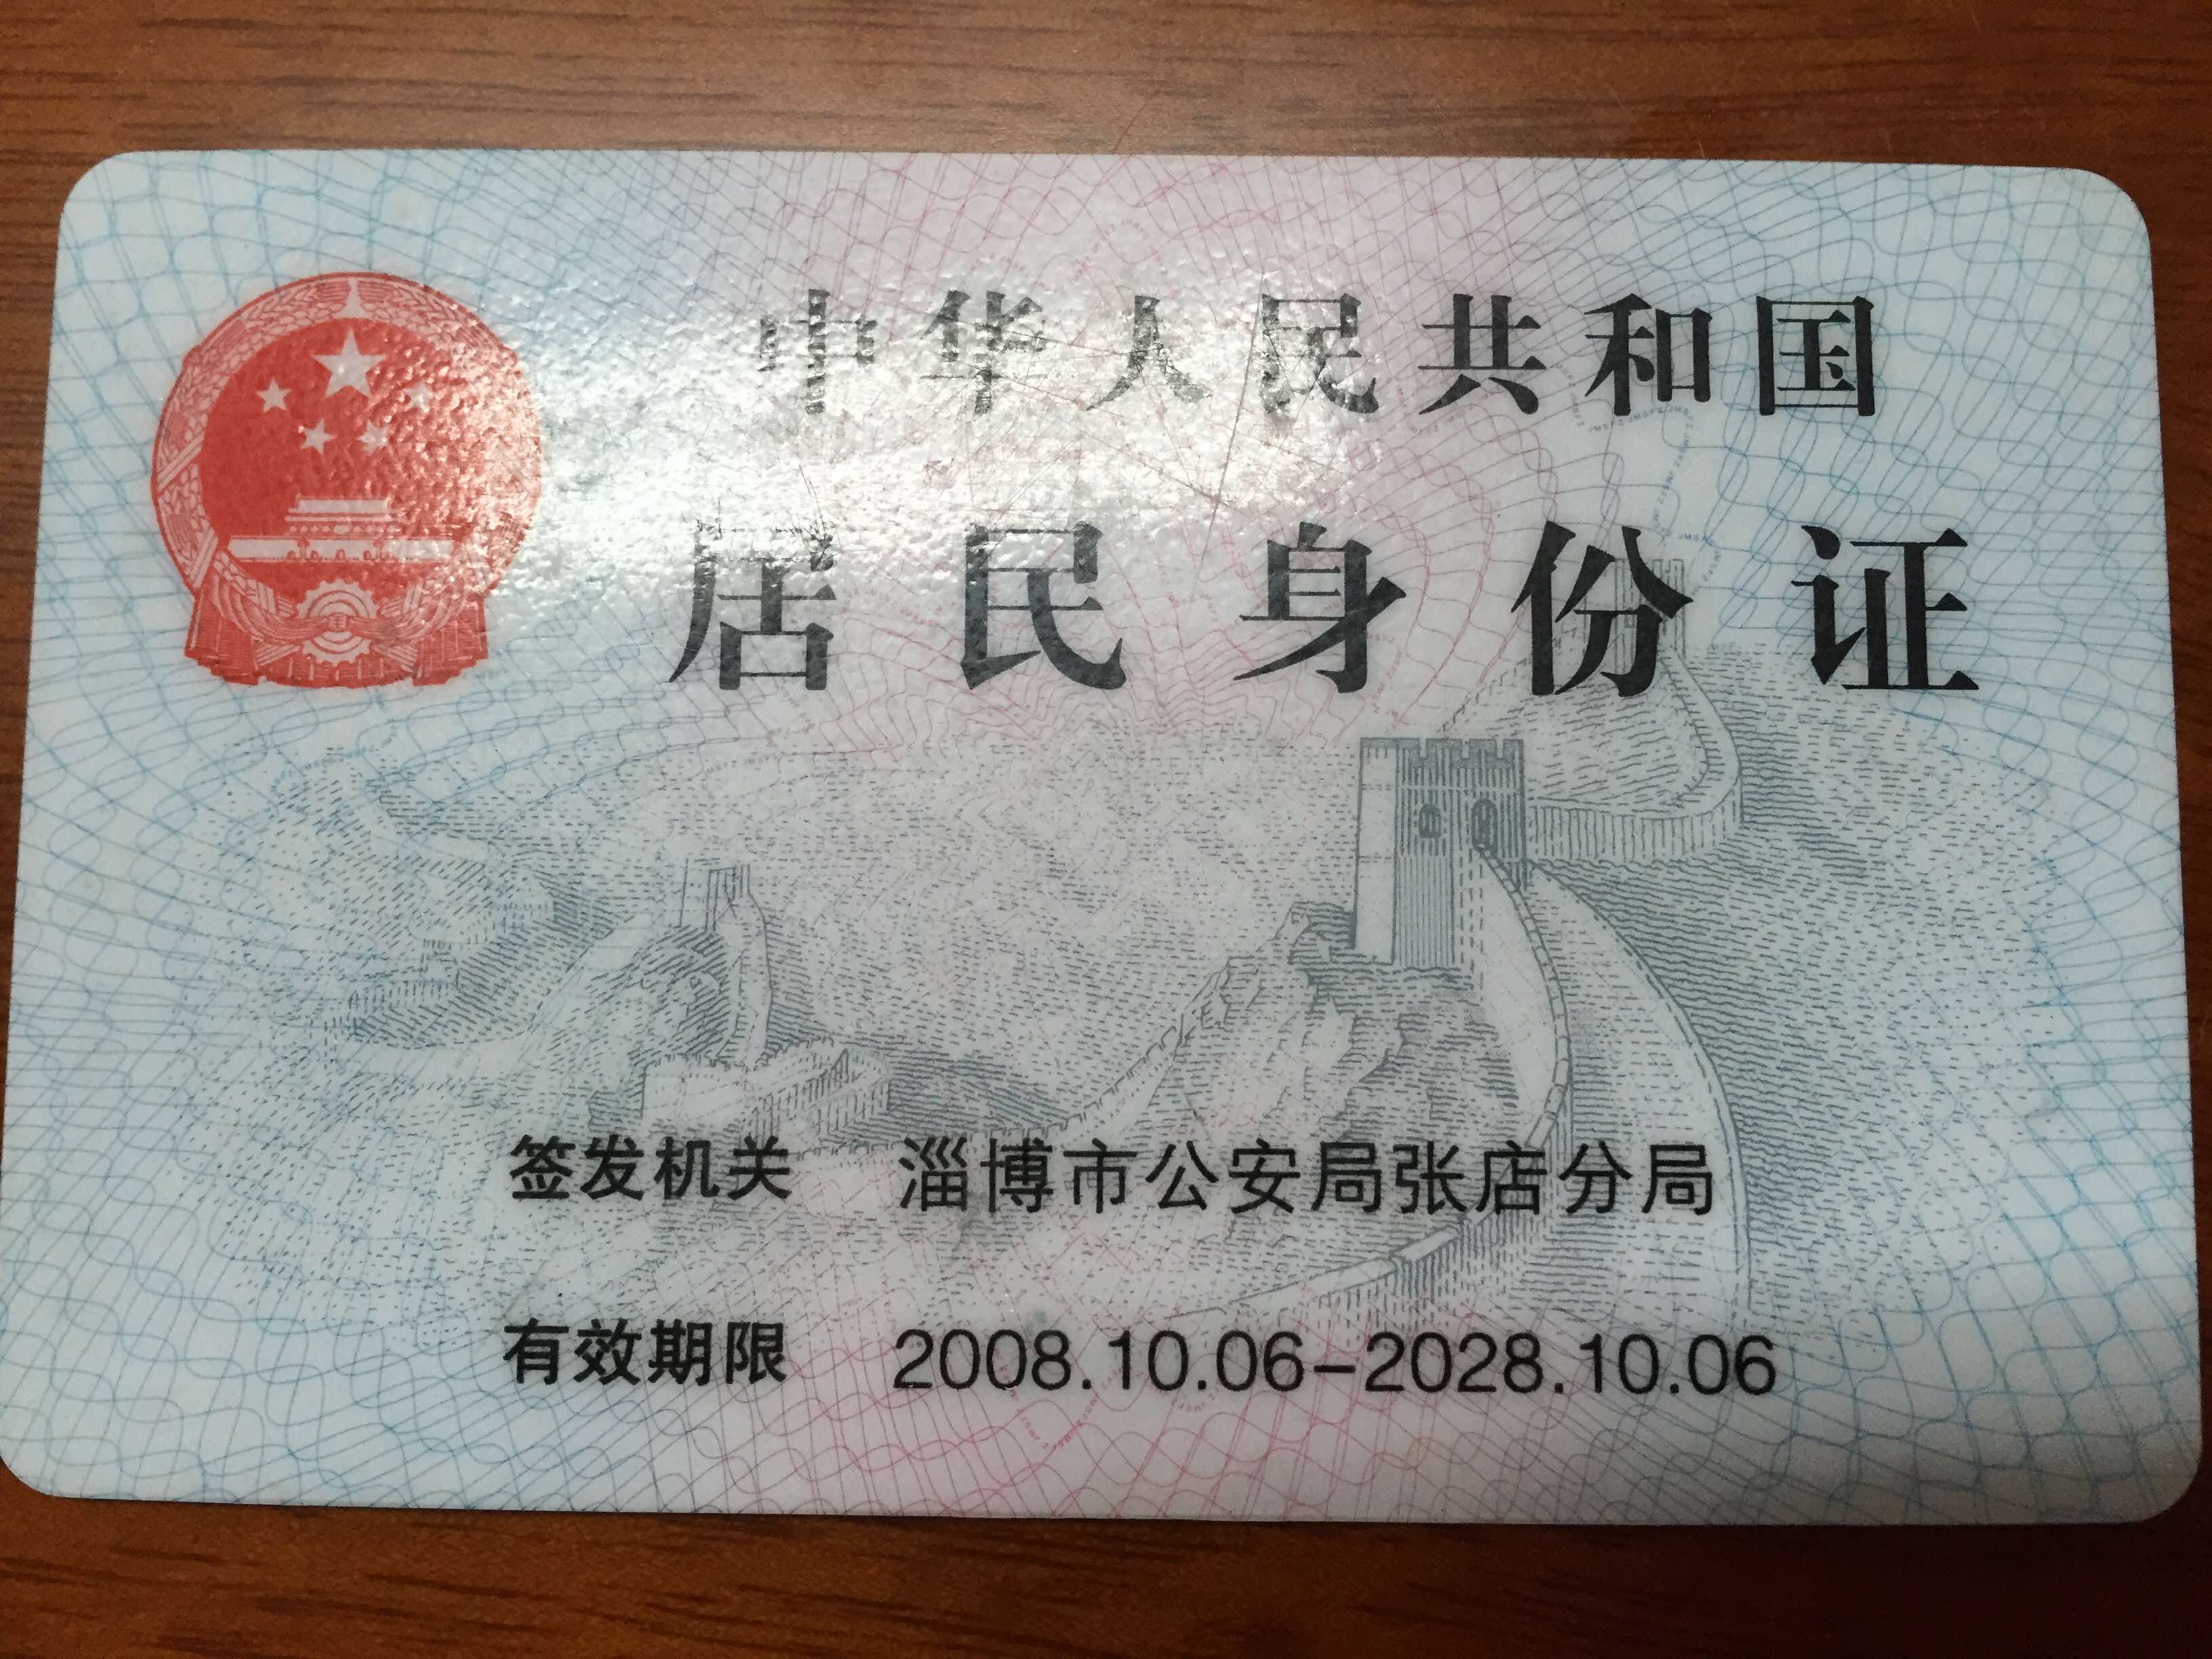 中华人民共和国
居民身份证
签发机关 淄博市公安局张店分局
有效期限 2008.10.06-2028.10.06